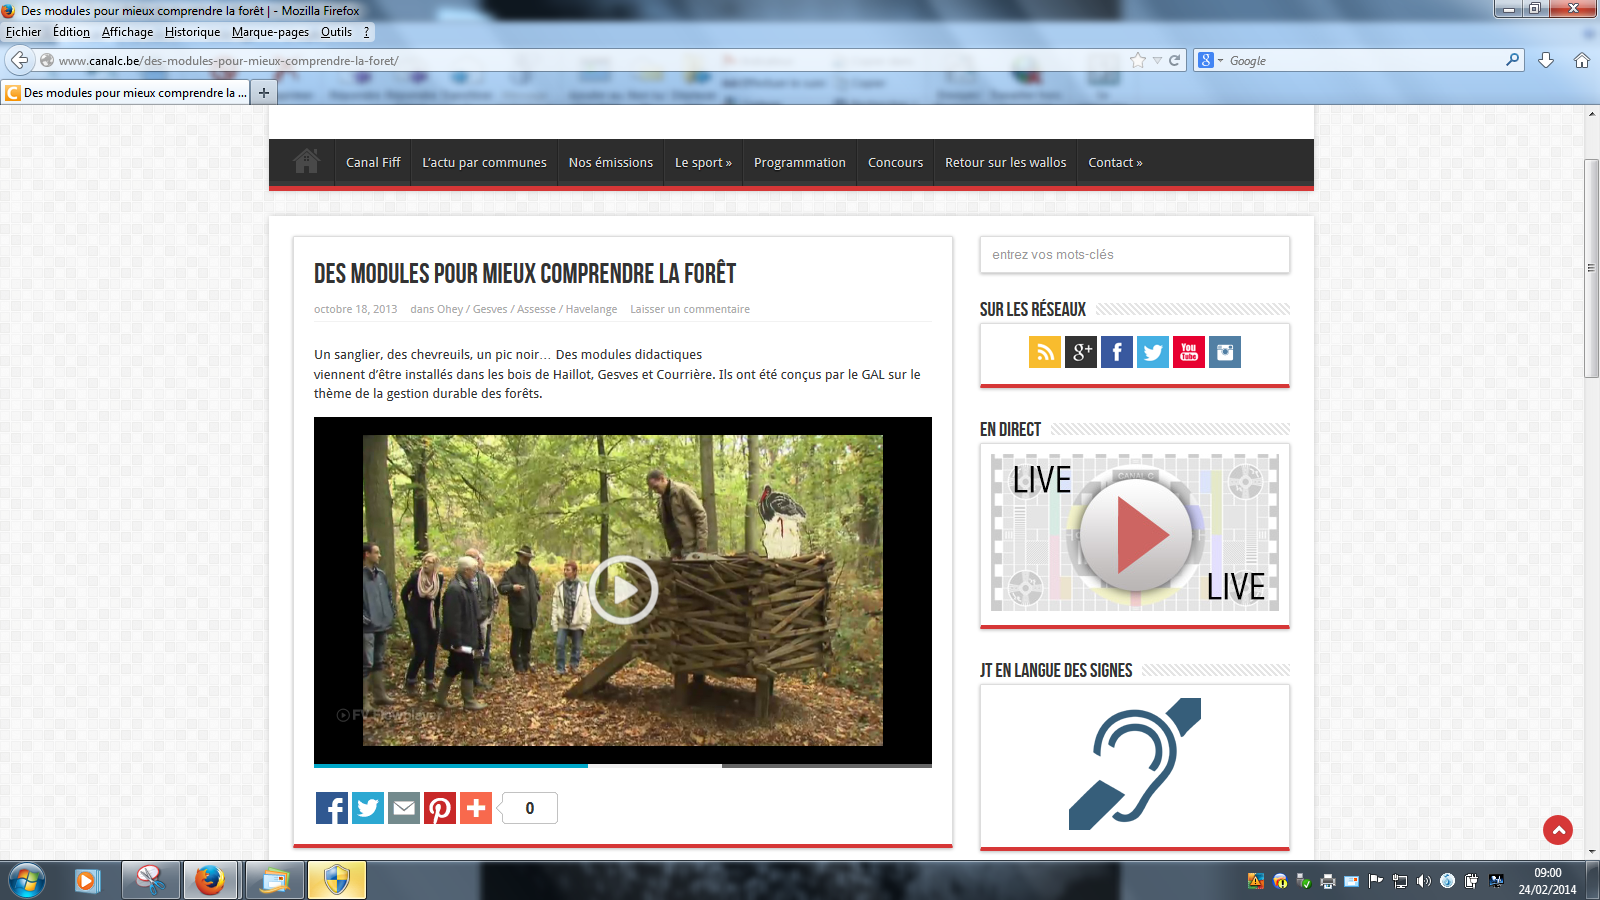 Des modules pour mieux comprendre la forêt | - Mozilla Firefox
Fichier Édition Affichage Historique Marque-pages Outils ?
www.canalc.be/des-modules-pour-mieux-comprendre-la-foret/
Google
Des modules pour mieux comprendre la ...
Canal Fiff L'actu par communes Nos émissions Le sport » Programmation Concours Retour sur les wallos Contact »
DES MODULES POUR MIEUX COMPRENDRE LA FORÊT
octobre 18, 2013 dans Ohey / Gesves / Assesse / Havelange Laisser un commentaire
Un sanglier, des chevreuils, un pic noir… Des modules didactiques
viennent d'être installés dans les bois de Haillot, Gesves et Courrière. Ils ont été conçus par le GAL sur le
thème de la gestion durable des forêts.
FV Flowplayer
0
entrez vos mots-clés
SUR LES RÉSEAUX
g+ f You Tube
EN DIRECT
LIVE
CANAL C
LIVE
JT EN LANGUE DES SIGNES
09:00
24/02/2014